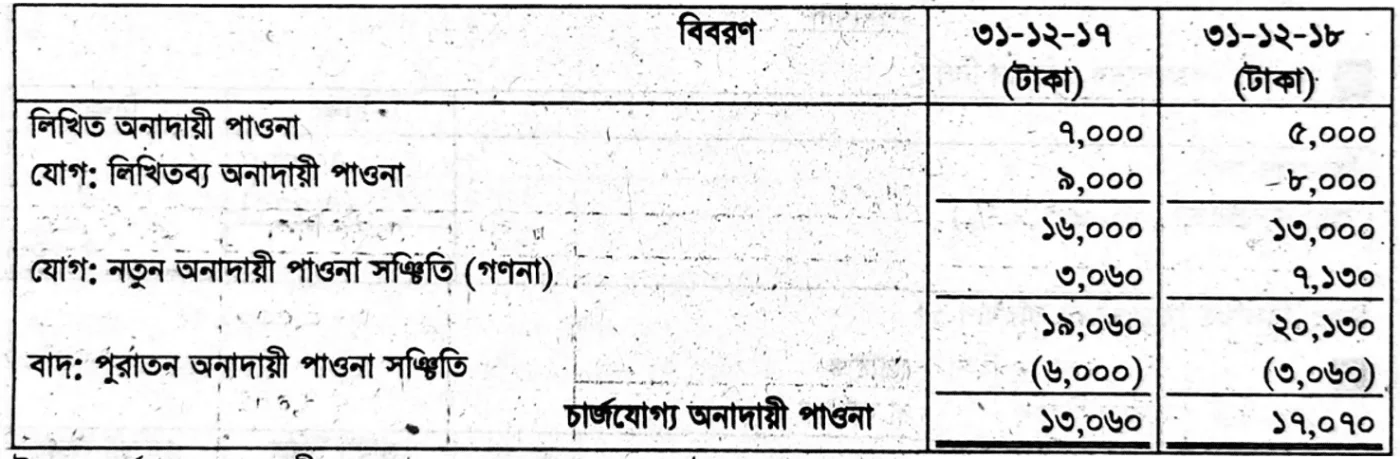 বিবরণ ৩১-১২-১৭ ৩১-১২-১৮
(টাকা) (টাকা)
লিখিত অনাদায়ী পাওনা ৭,০০০ ৫,০০০
যোগ: লিখিতব্য অনাদায়ী পাওনা ৯,০০০ ৮,০০০
১৬,০০০ ১৩,০০০
যোগ: নতুন অনাদায়ী পাওনা সঞ্চিতি (গণনা) ৩,০৬০ ৭,১৩০
১৯,০৬০ ২০,১৩০
বাদ: পুরাতন অনাদায়ী পাওনা সঞ্চিতি (৬,০০০) (৩,০৬০)
চার্জযোগ্য অনাদায়ী পাওনা ১৩,০৬০ ১৭,০৭০